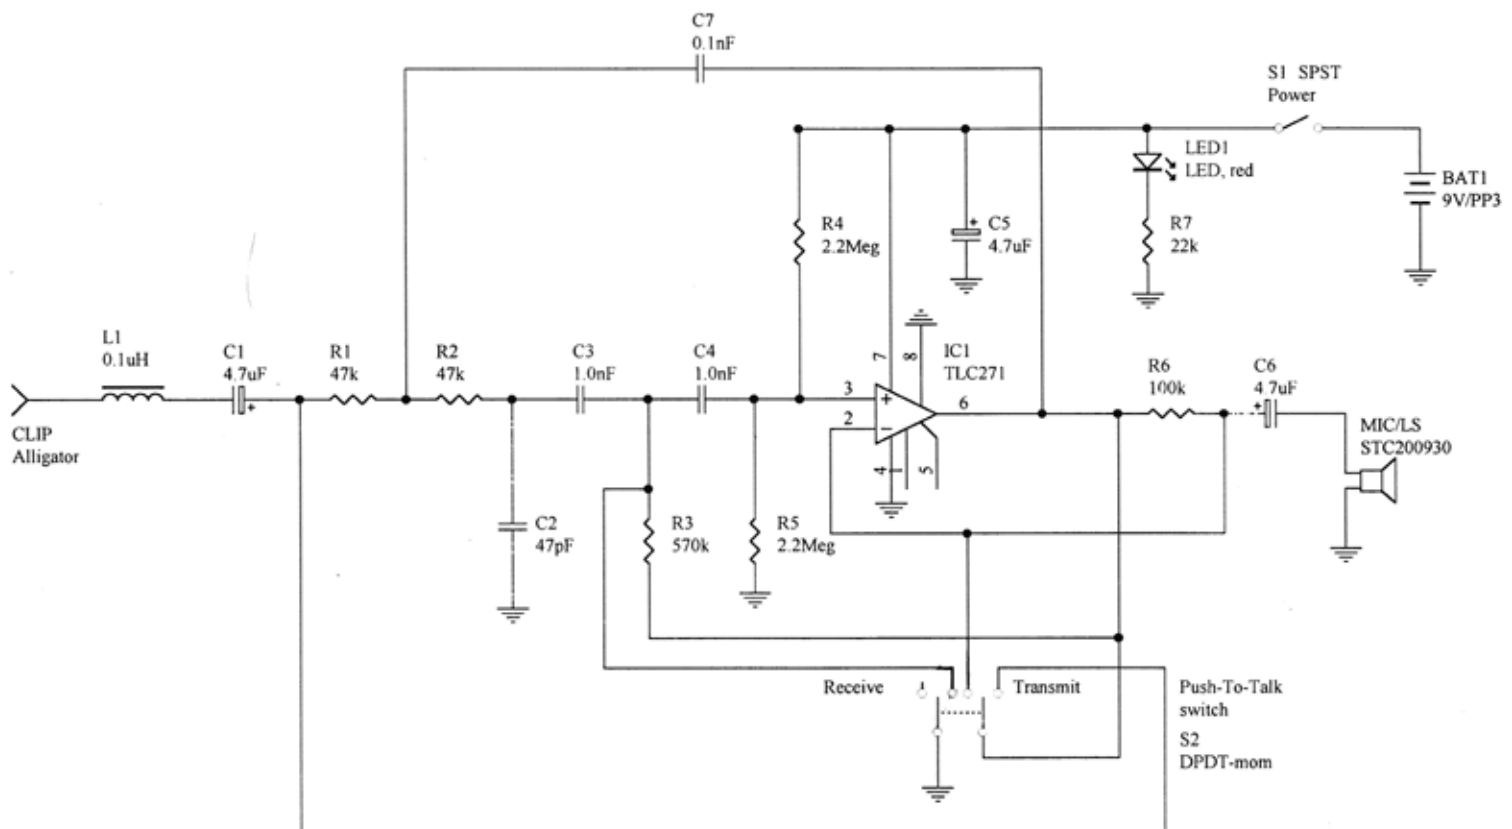 C7
0.1nF
S1 SPST
Power
LED1
LED, red
BAT1
9V/PP3
R4
2.2Meg
C5
4.7uF
R7
22k
L1
0.1uH
C1
4.7uF
+
R1
47k
R2
47k
C3
1.0nF
C4
1.0nF
7
8
IC1
TLC271
3
+
2
−
6
4
1
5
R6
100k
C6
4.7uF
+
+
MIC/LS
STC200930
CLIP
Alligator
C2
47pF
R3
570k
R5
2.2Meg
Receive
Transmit
Push-To-Talk
switch
S2
DPDT-mom